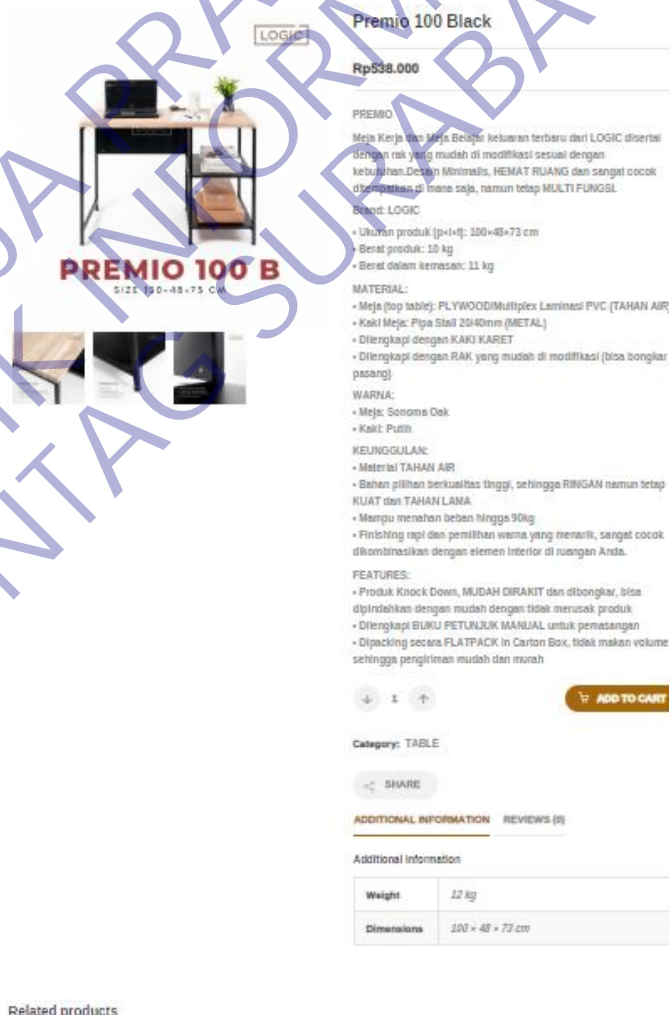 LOGIC
PREMIO 100 B
Premio 100 Black
Rp538.000
PREMIO
Meja Kerja dan Meja Belajar keluaran terbaru dari LOGIC disertai
dengan rak yang mudah di modifikasi sesuai dengan
kebutuhan.Desain Minimalis, HEMAT RUANG dan sangat cocok
ditempatkan di mana saja, namun tetap MULTI FUNGSI.
Brand: LOGIC
• Ukuran produk (p×l×t): 100×48×73 cm
• Berat produk: 10 kg
• Berat dalam kemasan: 11 kg
MATERIAL:
• Meja (top table): PLYWOOD/Multiplex Laminasi PVC (TAHAN AIR)
• Kaki Meja: Pipa Stall 20/40mm (METAL)
• Dilengkapi dengan KAKI KARET
• Dilengkapi dengan RAK yang mudah di modifikasi (bisa bongkar
pasang)
WARNA:
• Meja: Sonoma Oak
• Kaki: Putih
KEUNGGULAN:
• Material TAHAN AIR
• Bahan pilihan berkualitas tinggi, sehingga RINGAN namun tetap
KUAT dan TAHAN LAMA
• Mampu menahan beban hingga 90kg
• Finishing rapi dan pemilihan warna yang menarik, sangat cocok
dikombinasikan dengan elemen interior di ruangan Anda.
FEATURES:
• Produk Knock Down, MUDAH DIRAKIT dan dibongkar, bisa
dipindahkan dengan mudah dengan tidak merusak produk
• Dilengkapi BUKU PETUNJUK MANUAL untuk pemasangan
• Dipacking secara FLATPACK in Carton Box, tidak makan volume
sehingga pengiriman mudah dan murah
1
ADD TO CART
Category: TABLE
SHARE
ADDITIONAL INFORMATION REVIEWS (0)
Additional information
Weight 12 kg
Dimensions 100 × 48 × 73 cm
Related products